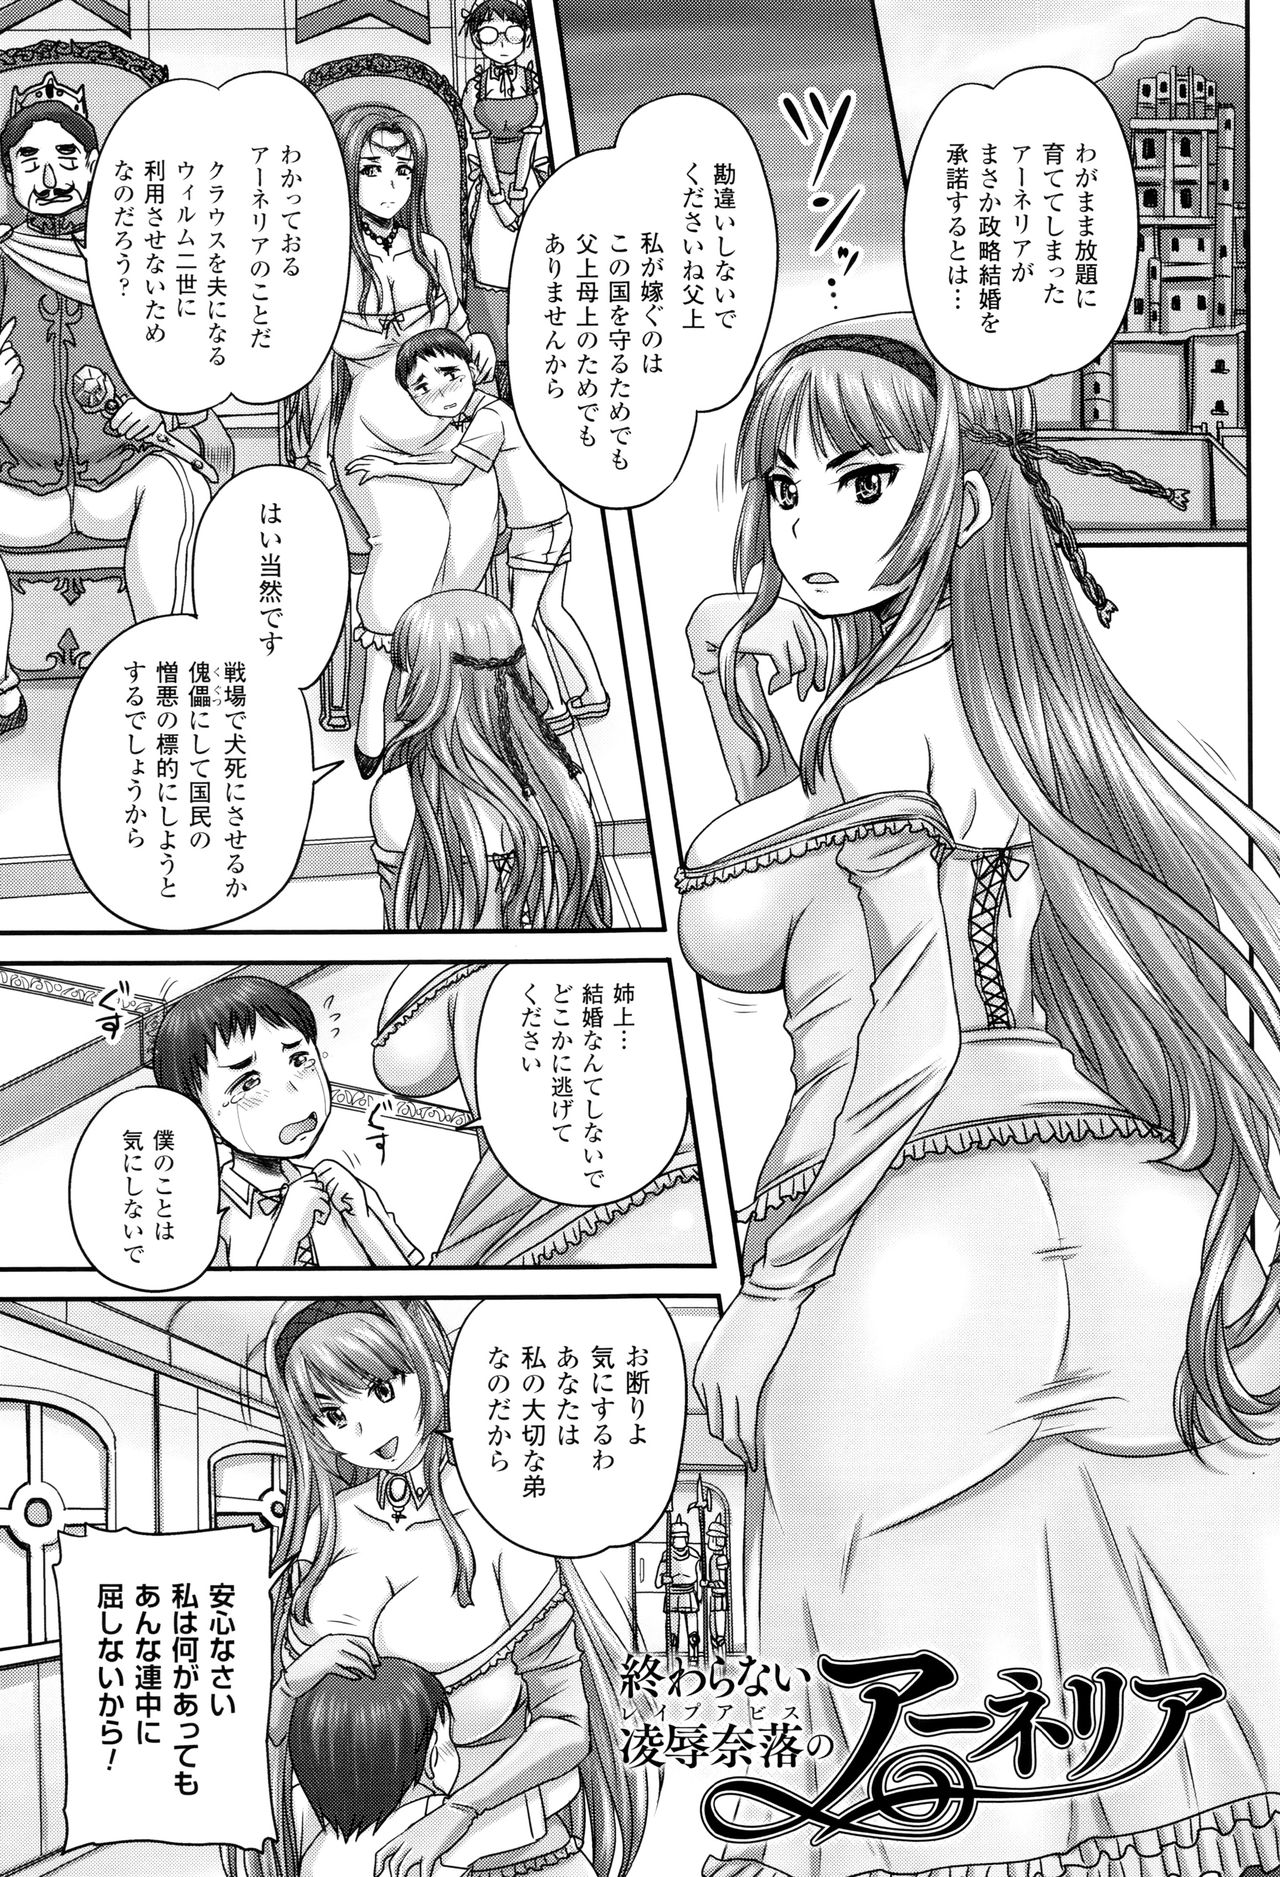 わがまま放題に
育ててしまった
アーネリアが
まさか政略結婚を
承諾するとは…
ツン…
勘違いしないで
くださいね父上
私が嫁ぐのは
この国を守るためでも
父上母上のためでも
ありませんから
わかっておる
アーネリアのことだ
クラウスを夫になる
ウィルム二世に
利用させないため
なのだろう?
はい当然です
戦場で犬死にさせるか
傀儡にして国民の
くぐつ
憎悪の標的にしようと
するでしょうから
姉上…
結婚なんてしないで
どこかに逃げて
ください
ぐす
ぐす
僕のことは
気にしないで
お断りよ
気にするわ
あなたは
私の大切な弟
なのだから
安心なさい
私は何があっても
あんな連中に
屈しないから!
終わらない
レイプアビス
凌辱奈落の
アーネリア